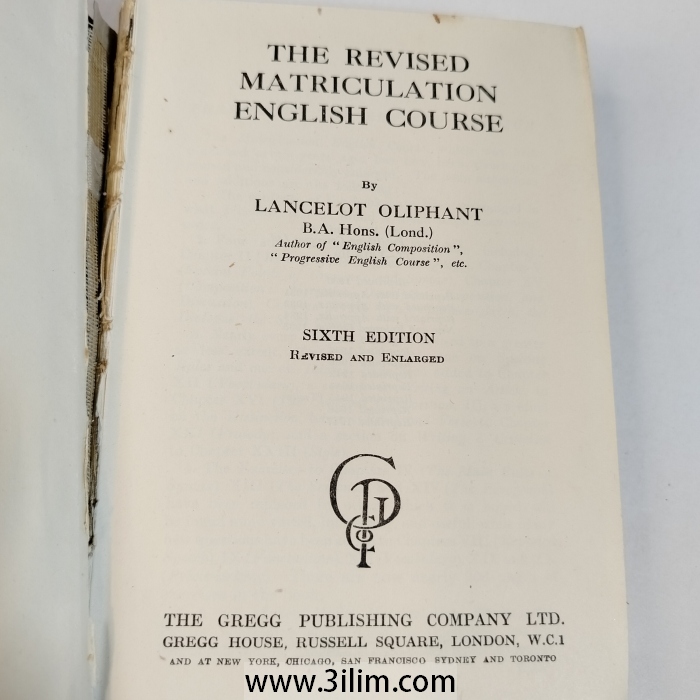 THE REVISED
MATRICULATION
ENGLISH COURSE
By
LANCELOT OLIPHANT
B.A. Hons. (Lond.)
Author of "English Composition",
"Progressive English Course", etc.
SIXTH EDITION
REVISED AND ENLARGED
THE GREGG PUBLISHING COMPANY LTD.
GREGG HOUSE, RUSSELL SQUARE, LONDON, W.C.1
AND AT NEW YORK, CHICAGO, SAN FRANCISCO SYDNEY AND TORONTO
www.3ilim.com